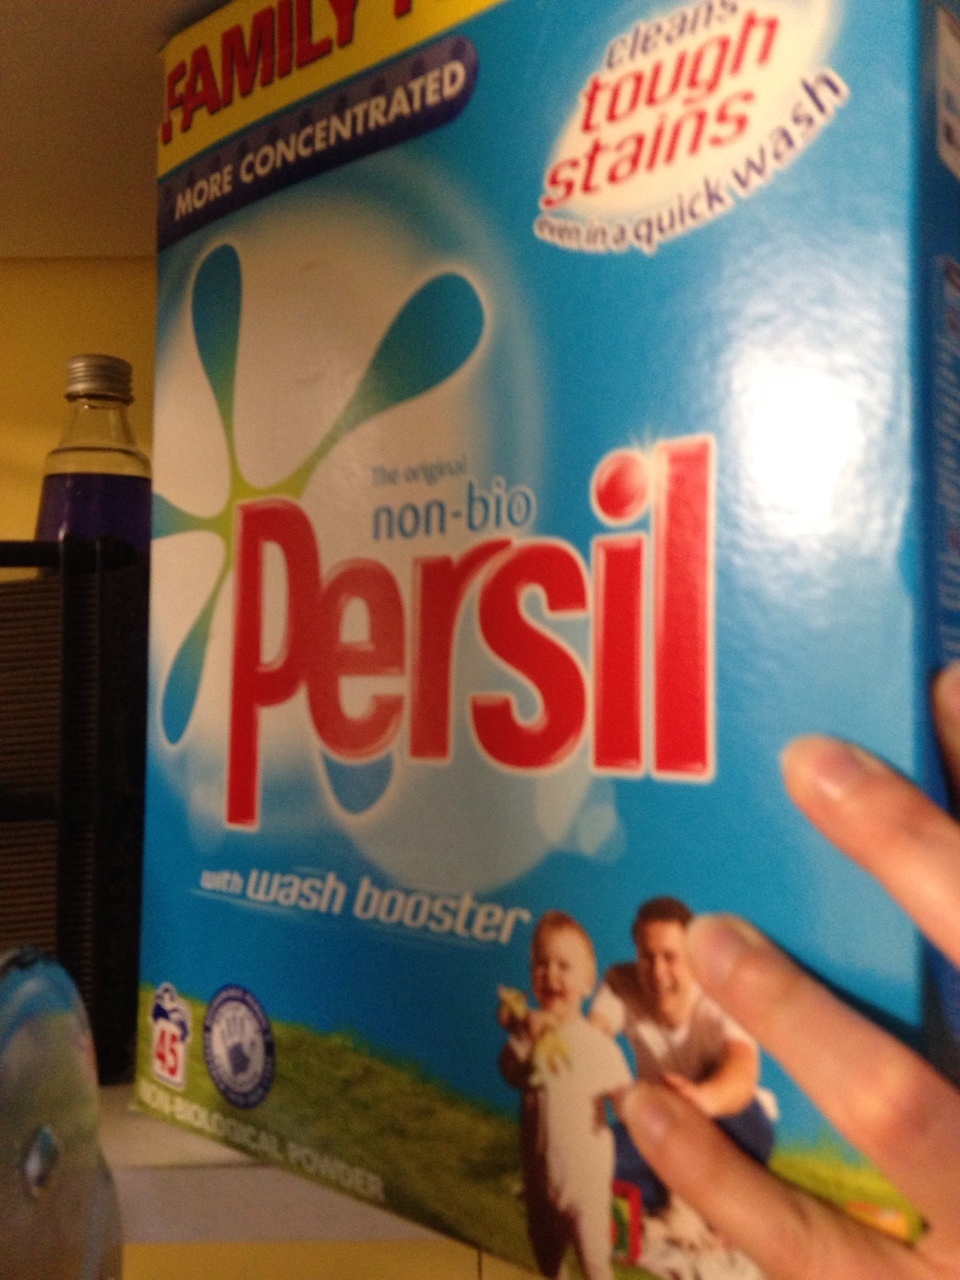 FAMILY
MORE CONCENTRATED
cleans
tough
stains
even in a quick wash
The original
non-bio
Persil
with wash booster
45
NON-BIOLOGICAL POWDER